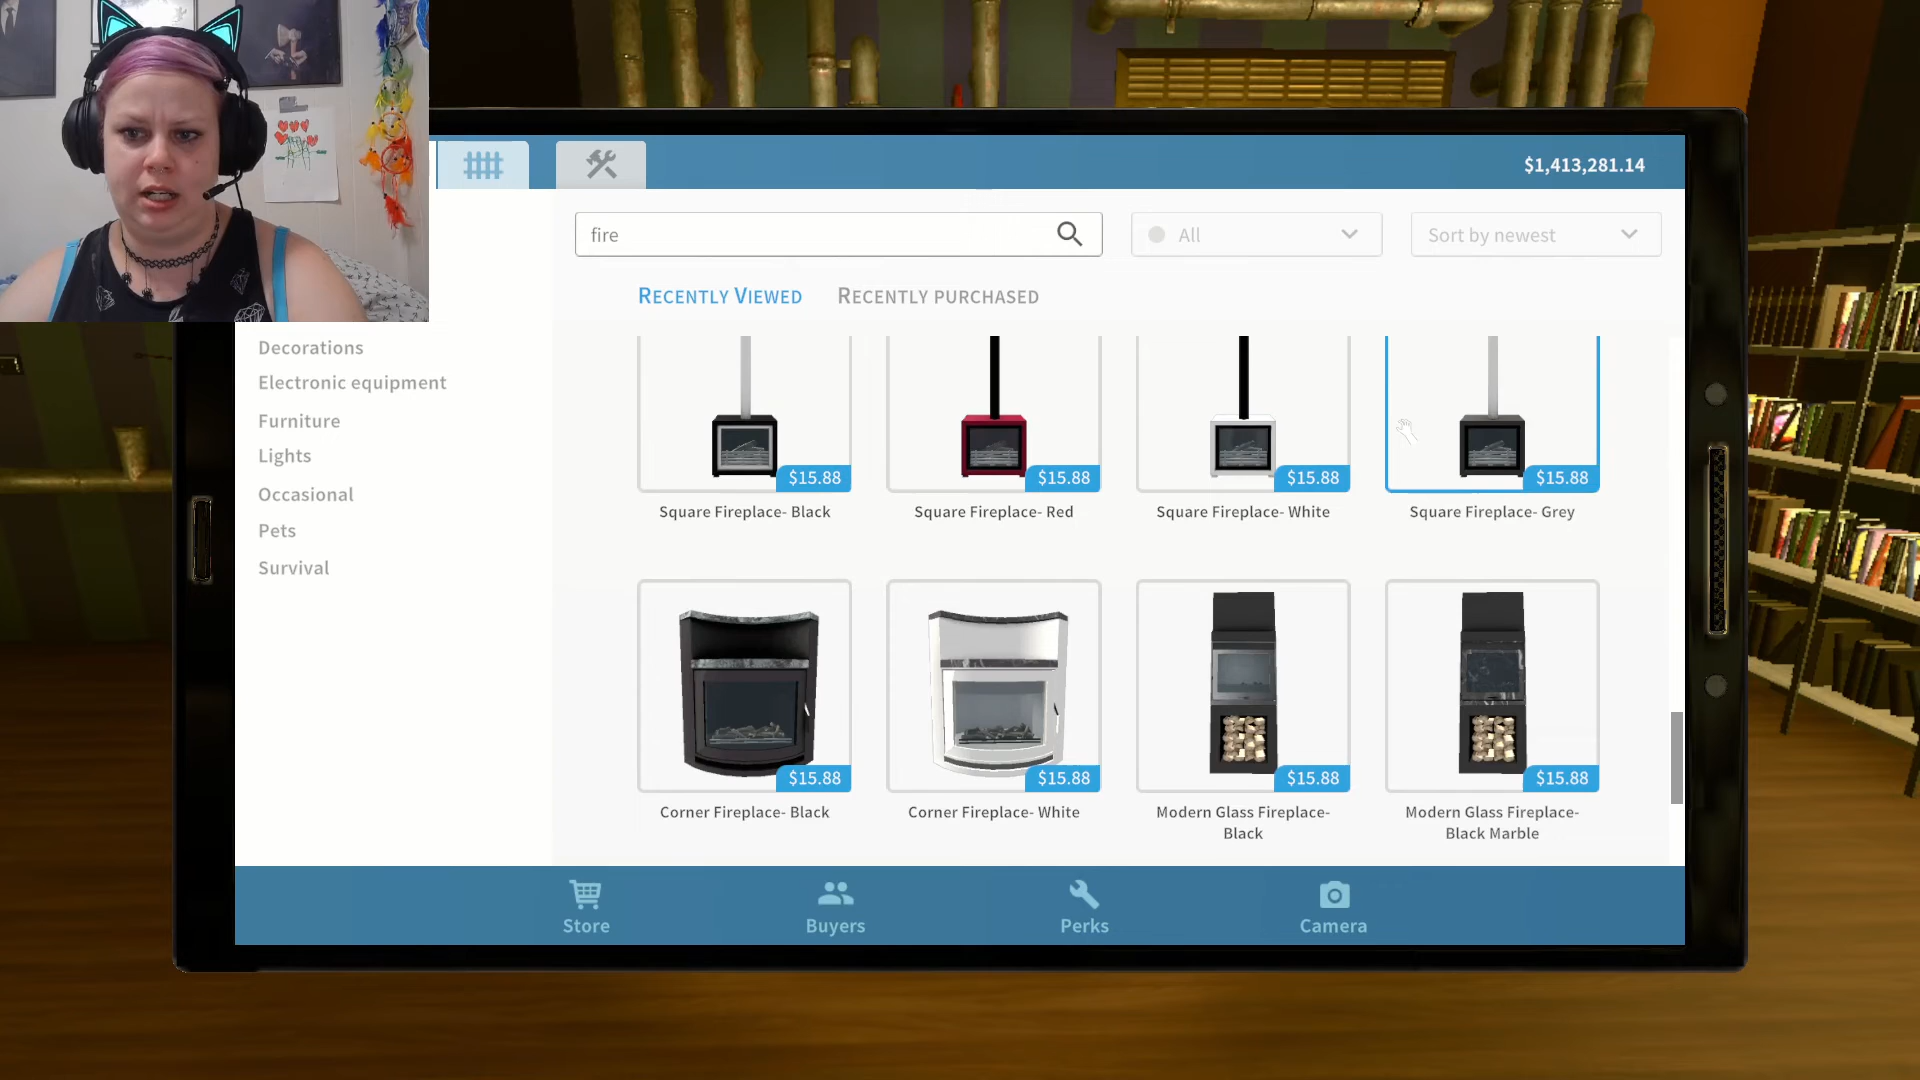 $1,413,281.14
fire
All
Sort by newest
RECENTLY VIEWED
RECENTLY PURCHASED
Decorations
Electronic equipment
Furniture
Lights
Occasional
Pets
Survival
$15.88
$15.88
$15.88
$15.88
Square Fireplace- Black
Square Fireplace- Red
Square Fireplace- White
Square Fireplace- Grey
$15.88
$15.88
$15.88
$15.88
Corner Fireplace- Black
Corner Fireplace- White
Modern Glass Fireplace-
Black
Modern Glass Fireplace-
Black Marble
Store
Buyers
Perks
Camera